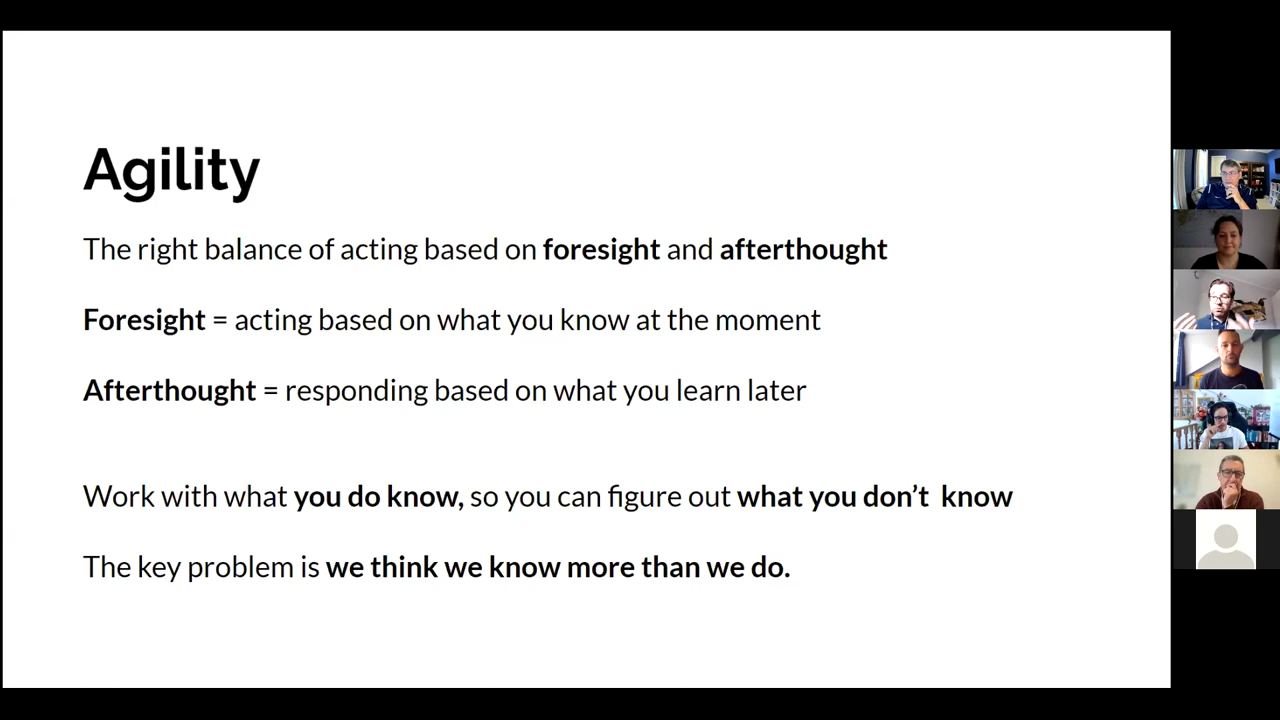 Agility
The right balance of acting based on foresight and afterthought
Foresight = acting based on what you know at the moment
Afterthought = responding based on what you learn later
Work with what you do know, so you can figure out what you don’t know
The key problem is we think we know more than we do.